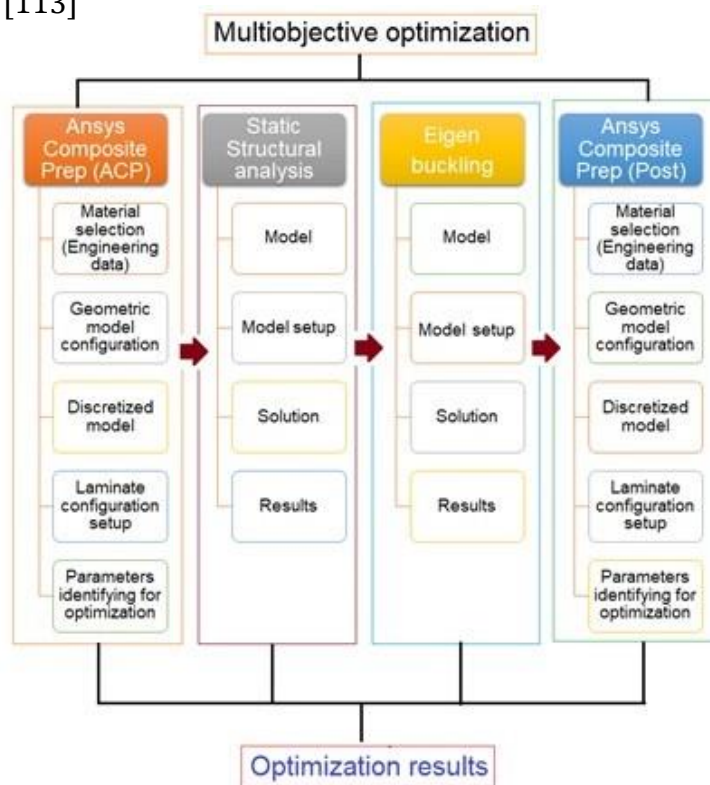 [113]
Multiobjective optimization
Ansys
Composite
Prep (ACP)
Material
selection
(Engineering
data)
Geometric
model
configuration
Discretized
model
Laminate
configuration
setup
Parameters
identifying for
optimization
Static
Structural
analysis
Model
Model setup
Solution
Results
Eigen
buckling
Model
Model setup
Solution
Results
Ansys
Composite
Prep (Post)
Material
selection
(Engineering
data)
Geometric
model
configuration
Discretized
model
Laminate
configuration
setup
Parameters
identifying for
optimization
Optimization results